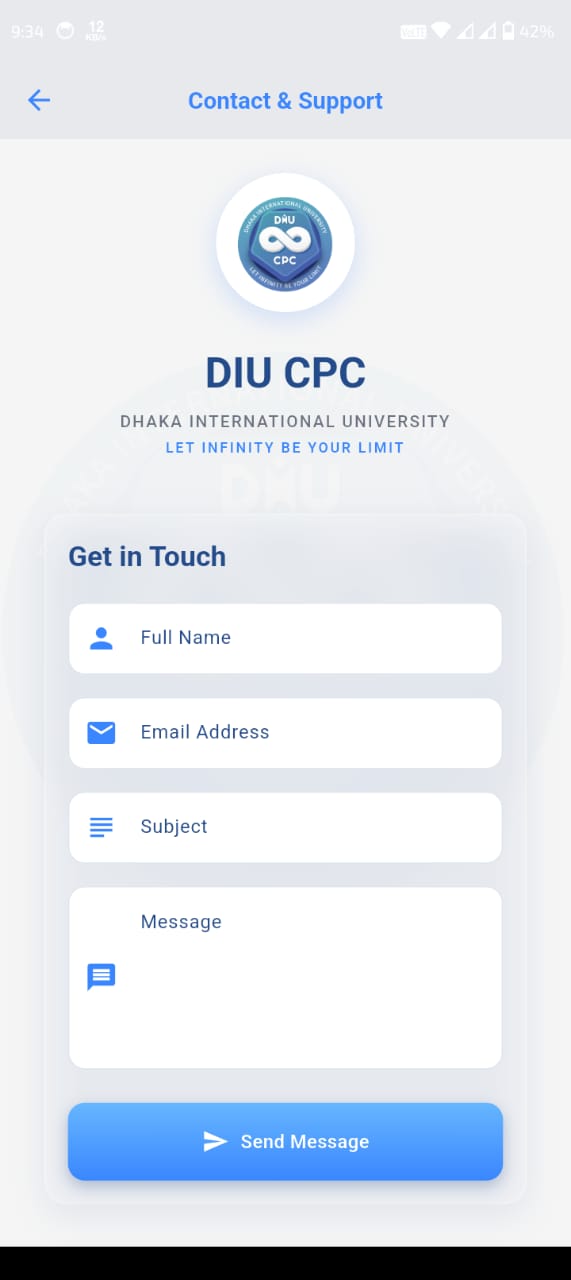 9:34 12 KB/s VoLTE 42%
Contact & Support
DHAKA INTERNATIONAL UNIVERSITY
DIU
CPC
LET INFINITY BE YOUR LIMIT
DIU CPC
DHAKA INTERNATIONAL UNIVERSITY
LET INFINITY BE YOUR LIMIT
Get in Touch
Full Name
Email Address
Subject
Message
Send Message